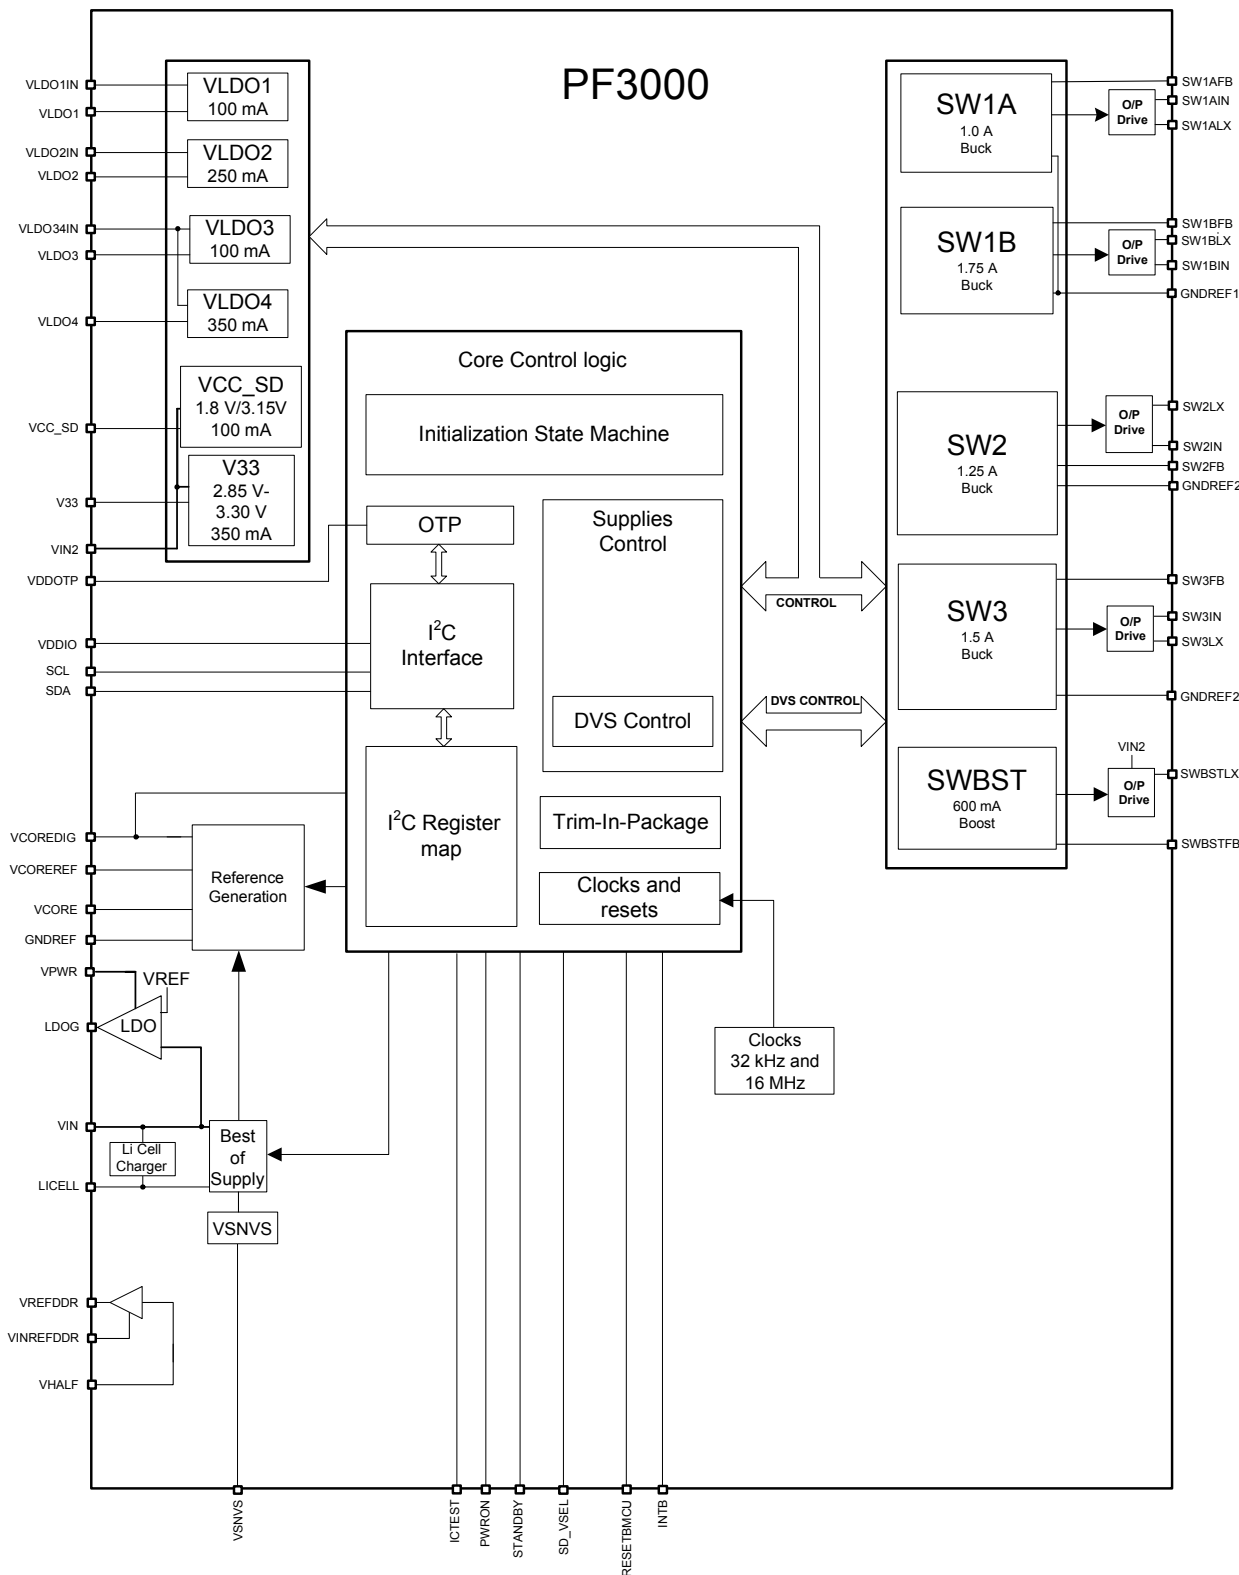 PF3000
VLDO1IN
VLDO1
VLDO2IN
VLDO2
VLDO34IN
VLDO3
VLDO4
VCC_SD
V33
VIN2
VDDOTP
VDDIO
SCL
SDA
VCOREDIG
VCOREREF
VCORE
GNDREF
VPWR
LDOG
VIN
LICELL
VREFDDR
VINREFDDR
VHALF
VLDO1
100 mA
VLDO2
250 mA
VLDO3
100 mA
VLDO4
350 mA
VCC_SD
1.8 V/3.15V
100 mA
V33
2.85 V-
3.30 V
350 mA
Core Control logic
Initialization State Machine
OTP
I²C
Interface
I²C Register
map
Supplies
Control
DVS Control
Trim-In-Package
Clocks and
resets
CONTROL
DVS CONTROL
Reference
Generation
VREF
LDO
Li Cell
Charger
Best
of
Supply
VSNVS
Clocks
32 kHz and
16 MHz
SW1A
1.0 A
Buck
SW1B
1.75 A
Buck
SW2
1.25 A
Buck
SW3
1.5 A
Buck
SWBST
600 mA
Boost
O/P
Drive
O/P
Drive
O/P
Drive
O/P
Drive
VIN2
O/P
Drive
SW1AFB
SW1AIN
SW1ALX
SW1BFB
SW1BLX
SW1BIN
GNDREF1
SW2LX
SW2IN
SW2FB
GNDREF2
SW3FB
SW3IN
SW3LX
GNDREF2
SWBSTLX
SWBSTFB
VSNVS
ICTEST
PWRON
STANDBY
SD_VSEL
RESETBMCU
INTB